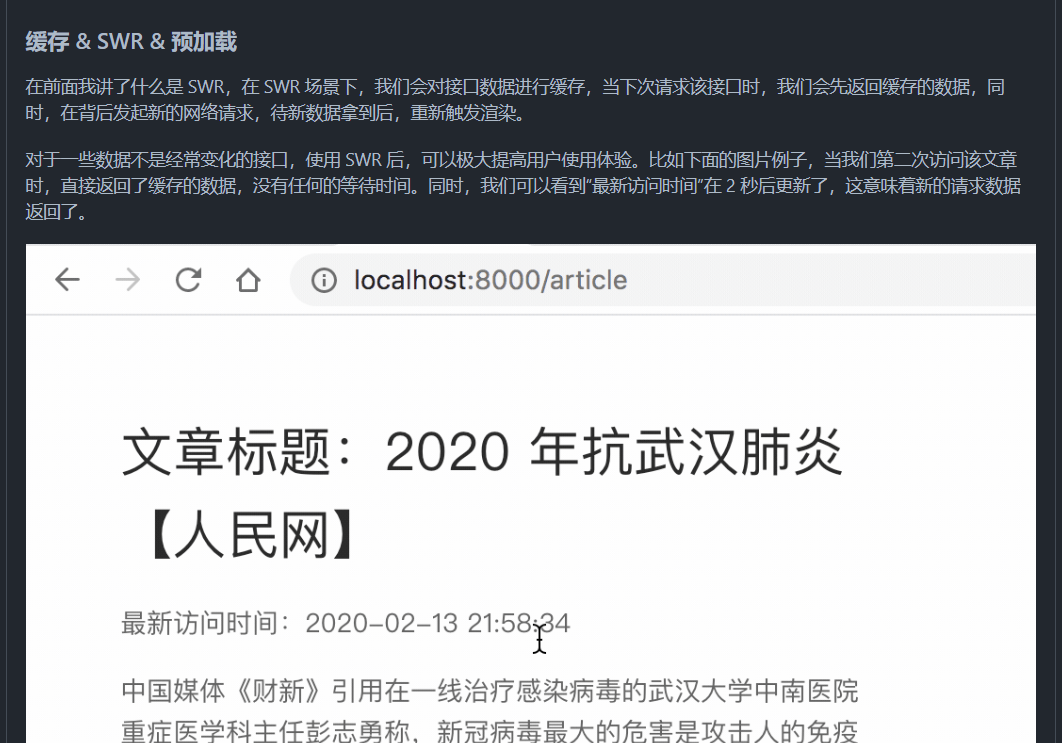 缓存 & SWR & 预加载
在前面我讲了什么是 SWR，在 SWR 场景下，我们会对接口数据进行缓存，当下次请求该接口时，我们会先返回缓存的数据，同
时，在背后发起新的网络请求，待新数据拿到后，重新触发渲染。
对于一些数据不是经常变化的接口，使用 SWR 后，可以极大提高用户使用体验。比如下面的图片例子，当我们第二次访问该文章
时，直接返回了缓存的数据，没有任何的等待时间。同时，我们可以看到“最新访问时间”在 2 秒后更新了，这意味着新的请求数据
返回了。
localhost:8000/article
文章标题：2020 年抗武汉肺炎
【人民网】
最新访问时间：2020-02-13 21:58:34
中国媒体《财新》引用在一线治疗感染病毒的武汉大学中南医院
重症医学科主任彭志勇称，新冠病毒最大的危害是攻击人的免疫